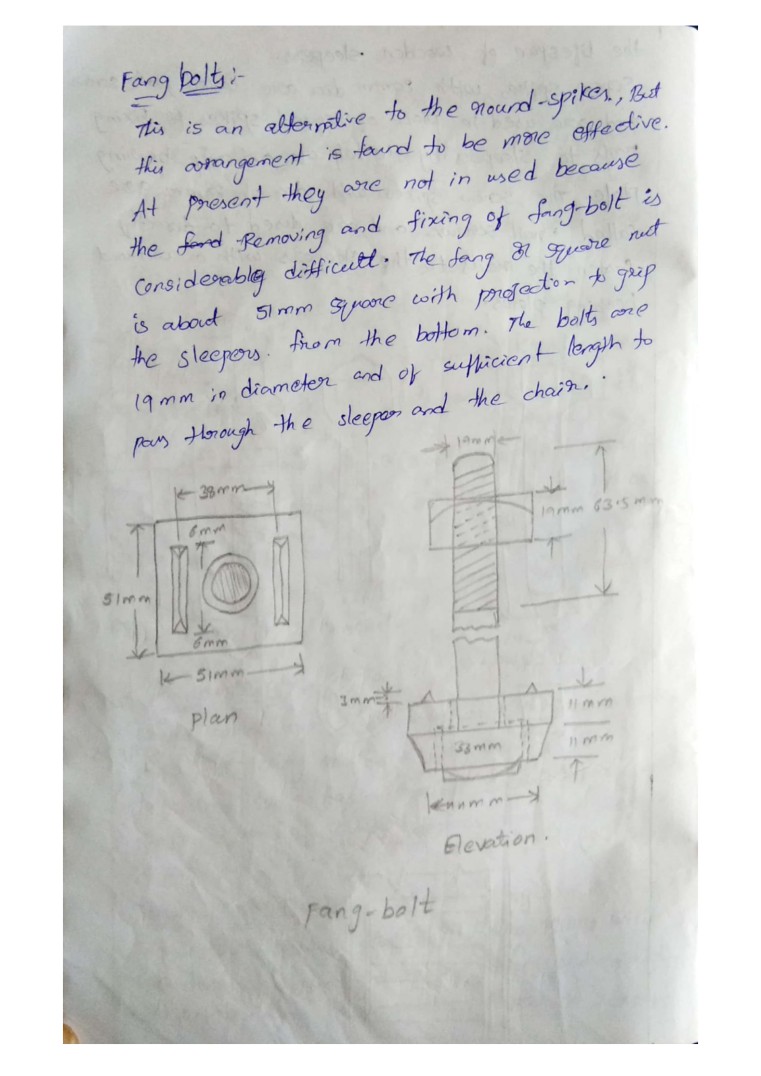 Fang bolts:-
This is an alternative to the round-spikes, But
this arrangement is found to be more effective.
At present they are not in used because
the Removing and fixing of fang-bolt is
considerably difficult. The fang or square nut
is about 51mm square with projection to grip
the sleepers. from the bottom. The bolts are
19mm in diameter and of sufficient length to
pass through the sleeper and the chair.
19mm
38mm
19mm 63.5mm
6mm
51mm
6mm
51mm
Plan
3mm
11mm
11mm
33mm
Elevation.
Fang-bolt